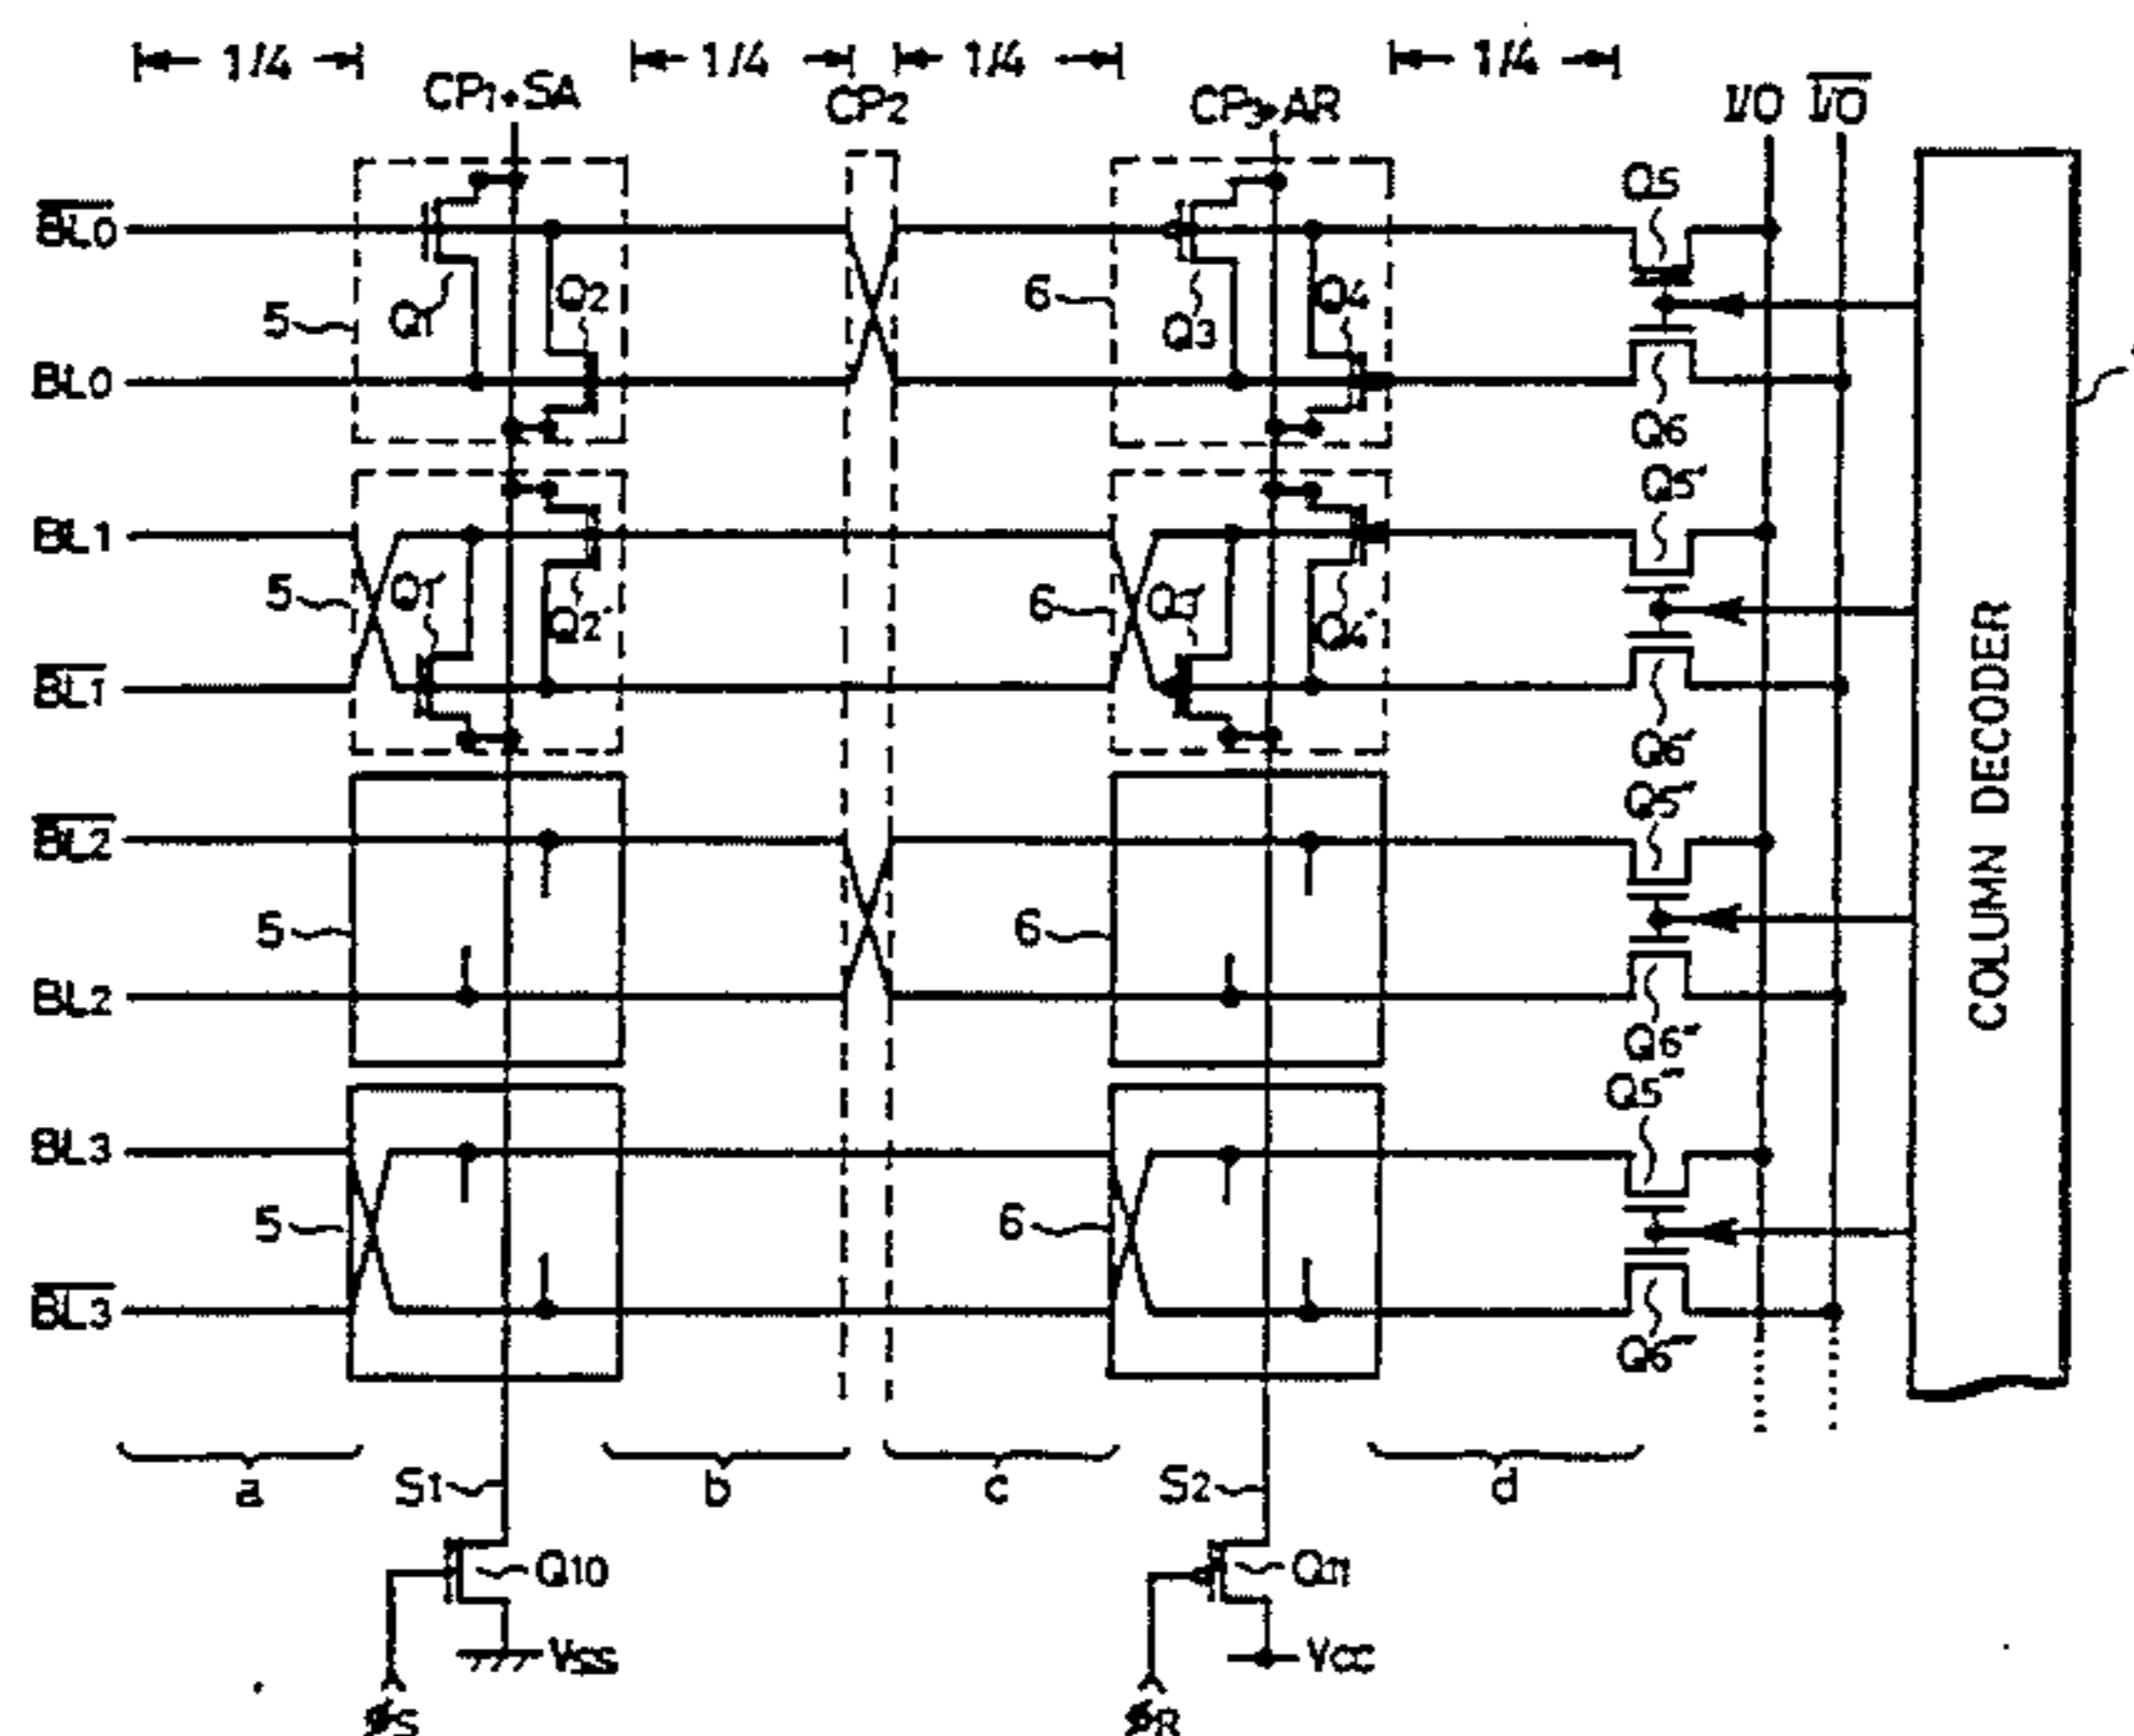 1/4 1/4 1/4 1/4
CP1+SA CP2 CP3+AR I/O I/O
BL0 Q5
5 Q1 Q2 6 Q3 Q4
BL0 Q6
BL1 Q5'
5 Q1' Q2' 6 Q3' Q4'
BL1 Q6'
BL2 Q5"
5 6
BL2 Q6"
BL3 Q5"'
5 6
BL3 Q6"'
COLUMN DECODER
a S1 b c S2 d
Q10 Q11
VSS VCC
φS φR